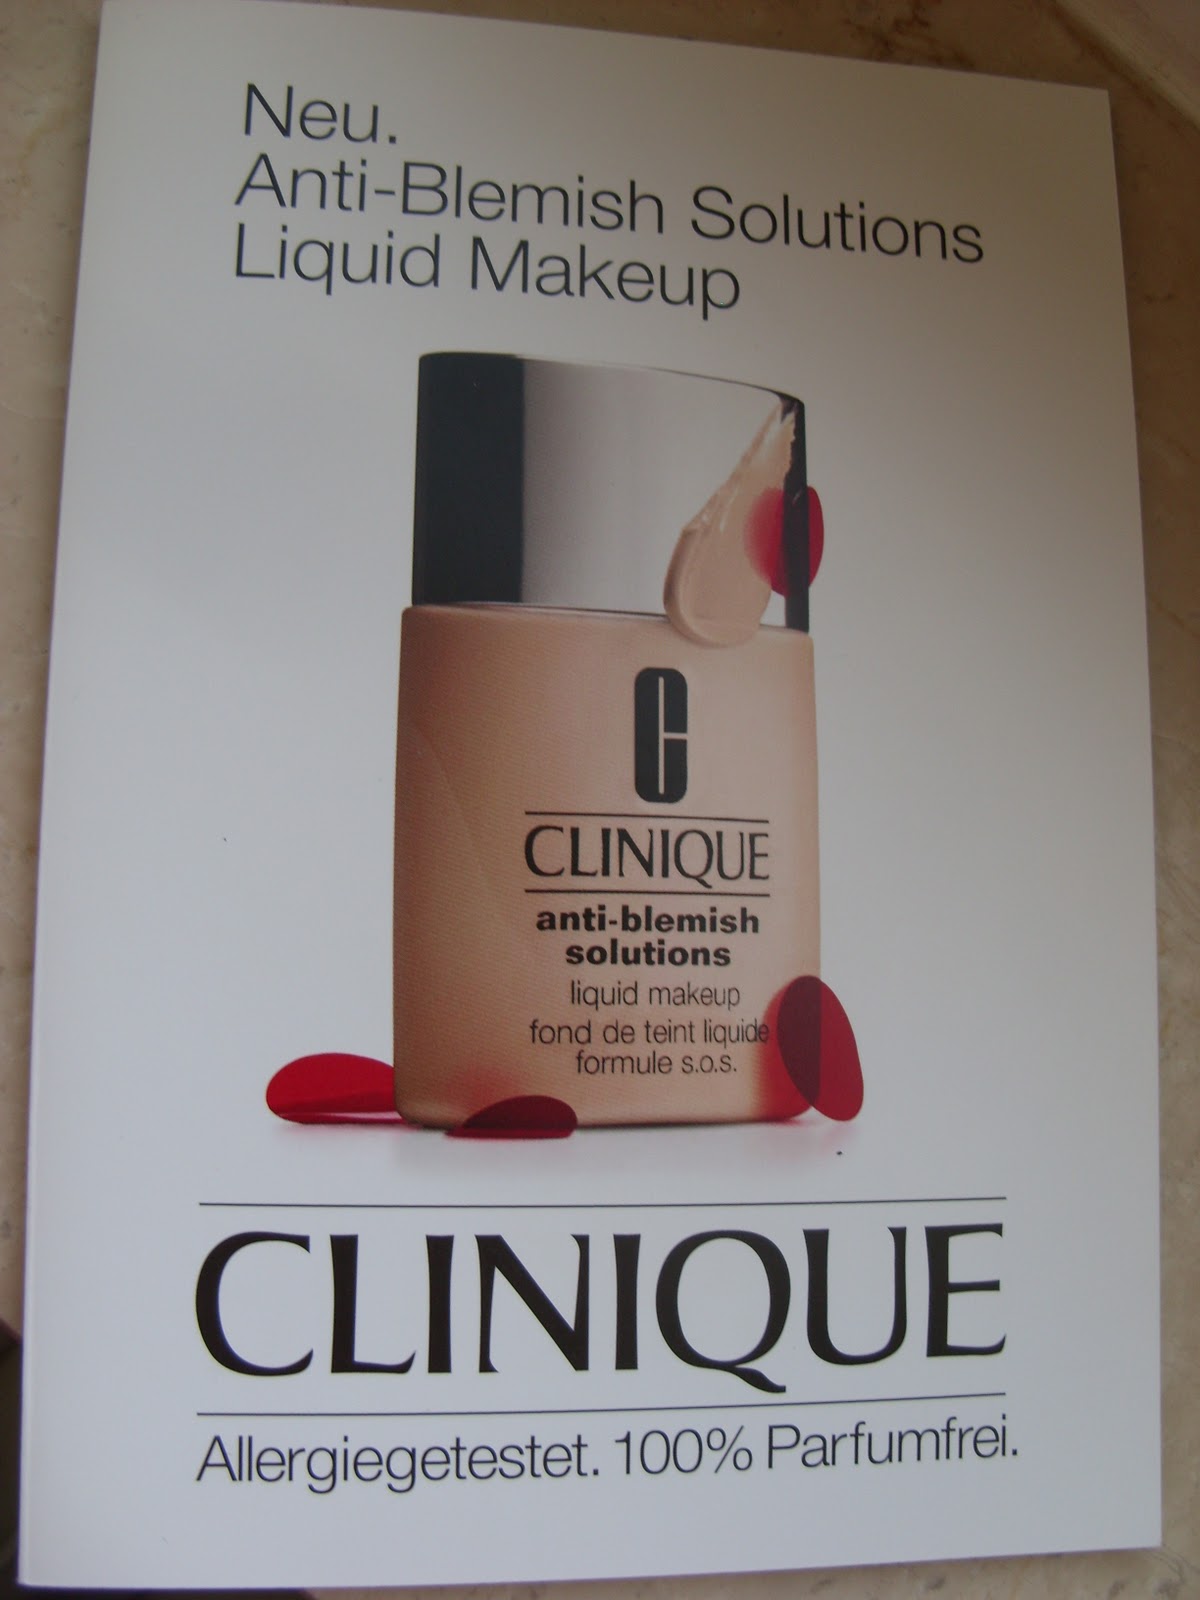 Neu.
Anti-Blemish Solutions
Liquid Makeup
C
CLINIQUE
anti-blemish
solutions
liquid makeup
fond de teint liquide
formule s.o.s.
CLINIQUE
Allergiegetestet. 100% Parfumfrei.